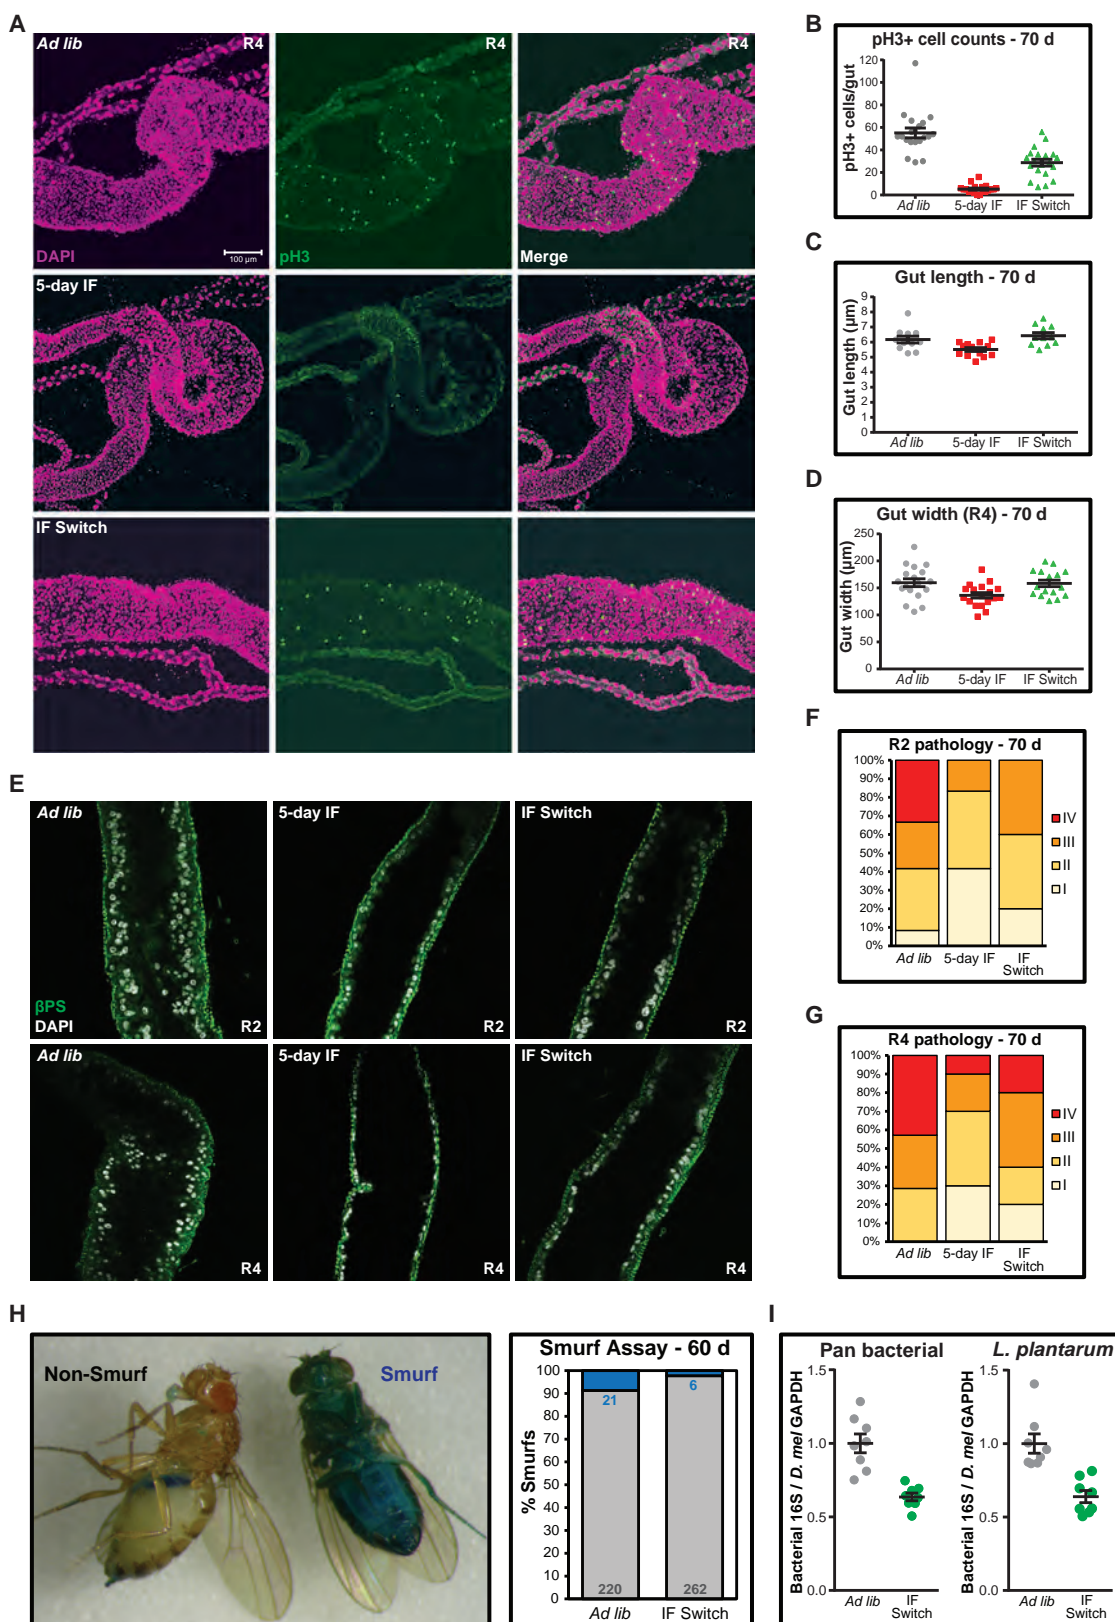 A
Ad lib
R4
R4
R4
DAPI
100 µm
pH3
Merge
5-day IF
IF Switch
B
pH3+ cell counts - 70 d
pH3+ cells/gut
120
100
80
60
40
20
0
Ad lib
5-day IF
IF Switch
C
Gut length - 70 d
Gut length (µm)
9
8
7
6
5
4
3
2
1
0
Ad lib
5-day IF
IF Switch
D
Gut width (R4) - 70 d
Gut width (µm)
250
200
150
100
50
0
Ad lib
5-day IF
IF Switch
E
Ad lib
5-day IF
IF Switch
βPS
DAPI
R2
R2
R2
Ad lib
5-day IF
IF Switch
R4
R4
R4
F
R2 pathology - 70 d
100%
90%
80%
70%
60%
50%
40%
30%
20%
10%
0%
IV
III
II
I
Ad lib
5-day IF
IF
Switch
G
R4 pathology - 70 d
100%
90%
80%
70%
60%
50%
40%
30%
20%
10%
0%
IV
III
II
I
Ad lib
5-day IF
IF
Switch
H
Non-Smurf
Smurf
Smurf Assay - 60 d
% Smurfs
100
90
80
70
60
50
40
30
20
10
0
21
6
220
262
Ad lib
IF Switch
I
Pan bacterial
Bacterial 16S / D. mel GAPDH
1.5
1.0
0.5
0.0
Ad lib
IF
Switch
L. plantarum
Bacterial 16S / D. mel GAPDH
1.5
1.0
0.5
0.0
Ad lib
IF
Switch